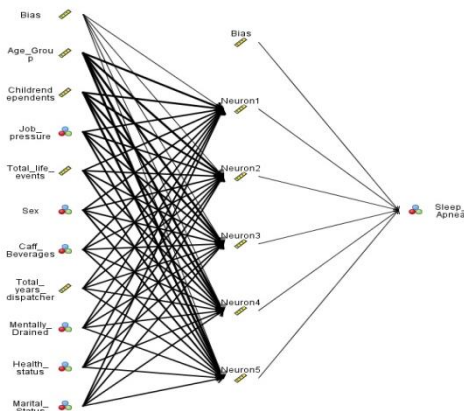 Bias
Age_Grou
p
Childrend
ependents
Job_
pressure
Total_life_
events
Sex
Caff_
Beverages
Total_
years_
dispatcher
Mentally_
Drained
Health_
status
Marital_
Status
Bias
Neuron1
Neuron2
Neuron3
Neuron4
Neuron5
Sleep_
Apnea